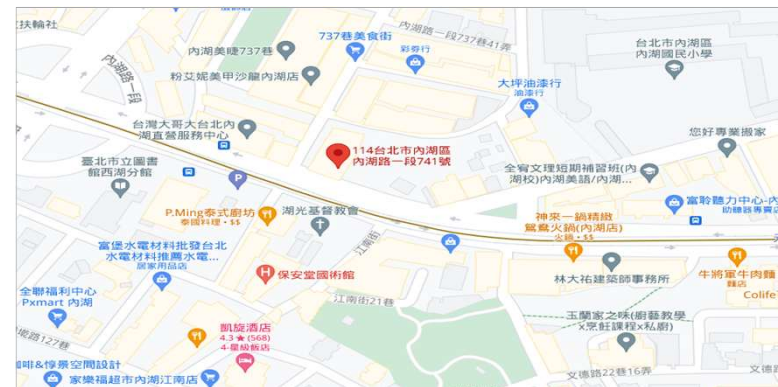 扶輪社
內湖美睫737巷
粉艾妮美甲沙龍內湖店
737巷美食街
內湖路一段737巷41弄
彩券行
大坪油漆行
油漆行
台北市內湖區
內湖國民小學
內湖路一段
台灣大哥大台北內
湖直營服務中心
114台北市內湖區
內湖路一段741號
您好專業搬家
臺北市立圖書
館西湖分館
P
全宥文理短期補習班(內
湖校)內湖美語/內湖...
富聆聽力中心-內
助聽器專賣店
P.Ming泰式廚坊
泰國料理・$$
湖光基督教會
江南街
神來一鍋精緻
鴛鴦火鍋(內湖店)
火鍋・$$
富堡水電材料批發台北
水電材料推薦水電...
居家用品店
H
保安堂國術館
林大祐建築師事務所
牛將軍牛肉麵
麵店
Colife
全聯福利中心
Pxmart 內湖
江南街21巷
玉蘭家之味(廚藝教學
x烹飪課程x私廚)
127巷
凱旋酒店
4.3★(568)
4-星級飯店
咖啡&惇景空間設計
家樂福超市內湖江南店
文德路22巷16弄
文德路